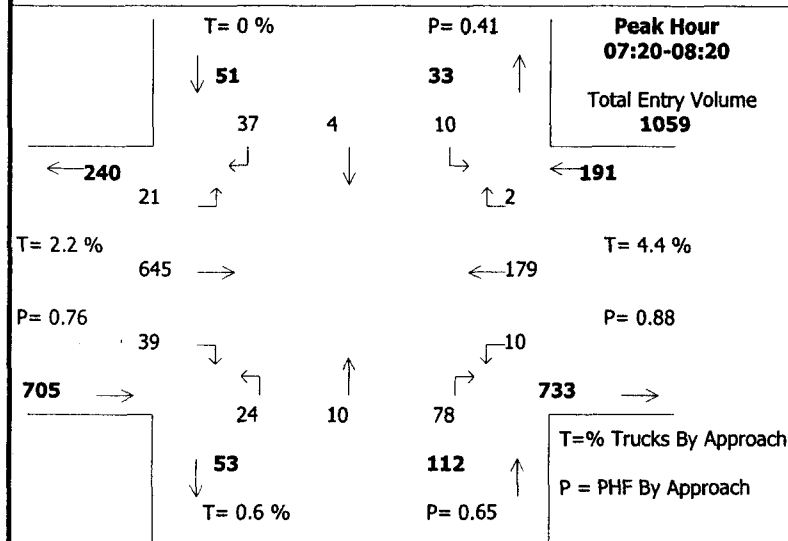 T= 0 % P= 0.41 Peak Hour
07:20-08:20
51 33
Total Entry Volume
37 4 10 1059
240 191
21 2
T= 2.2 % T= 4.4 %
645 179
P= 0.76 P= 0.88
39 10
705 733
24 10 78
T=% Trucks By Approach
53 112
P = PHF By Approach
T= 0.6 % P= 0.65